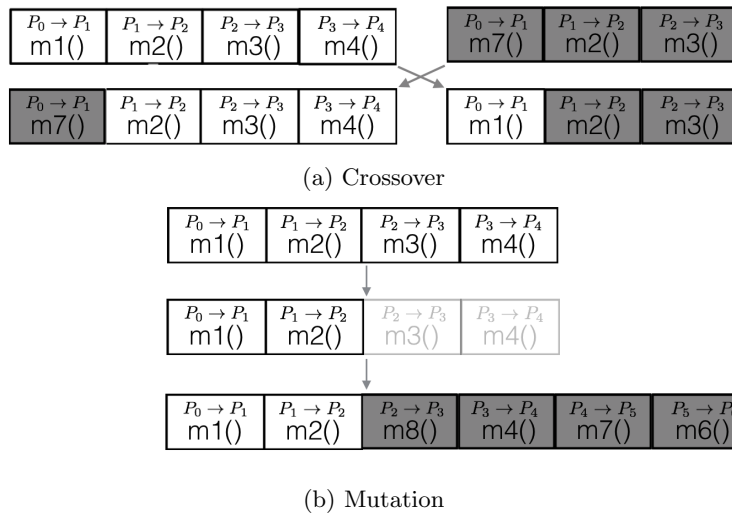 P₀ → P₁ P₁ → P₂ P₂ → P₃ P₃ → P₄ P₀ → P₁ P₁ → P₂ P₂ → P₃
m1() m2() m3() m4() m7() m2() m3()
P₀ → P₁ P₁ → P₂ P₂ → P₃ P₃ → P₄ P₀ → P₁ P₁ → P₂ P₂ → P₃
m7() m2() m3() m4() m1() m2() m3()
(a) Crossover
P₀ → P₁ P₁ → P₂ P₂ → P₃ P₃ → P₄
m1() m2() m3() m4()
P₀ → P₁ P₁ → P₂ P₂ → P₃ P₃ → P₄
m1() m2() m3() m4()
P₀ → P₁ P₁ → P₂ P₂ → P₃ P₃ → P₄ P₄ → P₅ P₅ → P
m1() m2() m8() m4() m7() m6()
(b) Mutation